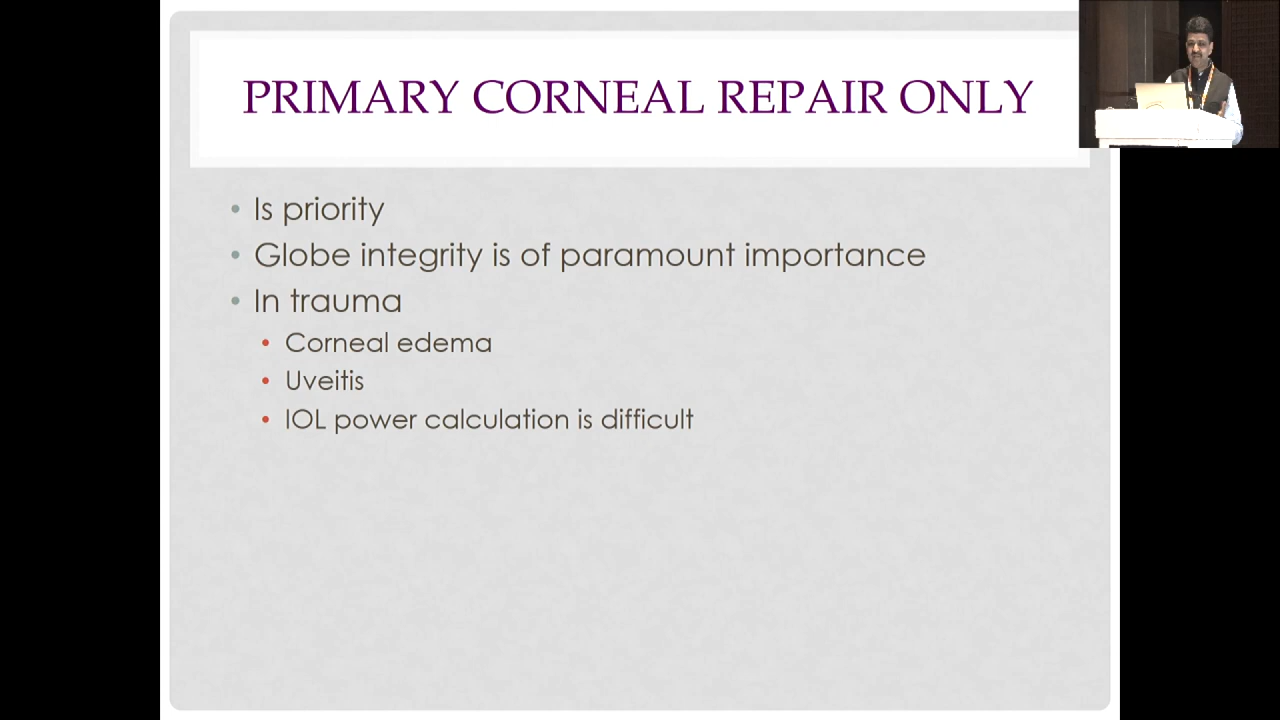 PRIMARY CORNEAL REPAIR ONLY
• Is priority
• Globe integrity is of paramount importance
• In trauma
• Corneal edema
• Uveitis
• IOL power calculation is difficult